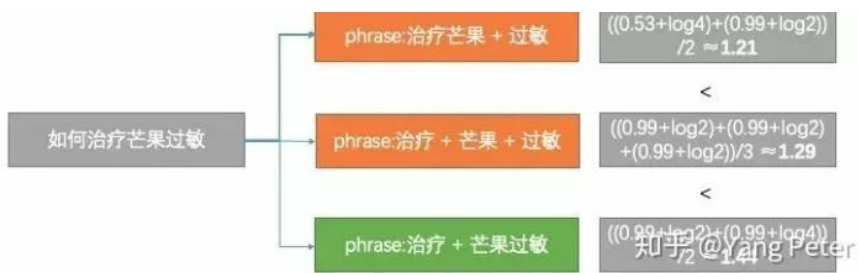 phrase:治疗芒果 + 过敏
((0.53+log4)+(0.99+log2))
/2 ≈1.21
<
如何治疗芒果过敏
phrase:治疗 + 芒果 + 过敏
((0.99+log2)+(0.99+log2)
+(0.99+log2))/3 ≈1.29
<
phrase:治疗 + 芒果过敏
((0.99+log2)+(0.99+log4))
/2 ≈1.44
知乎 @Yang Peter